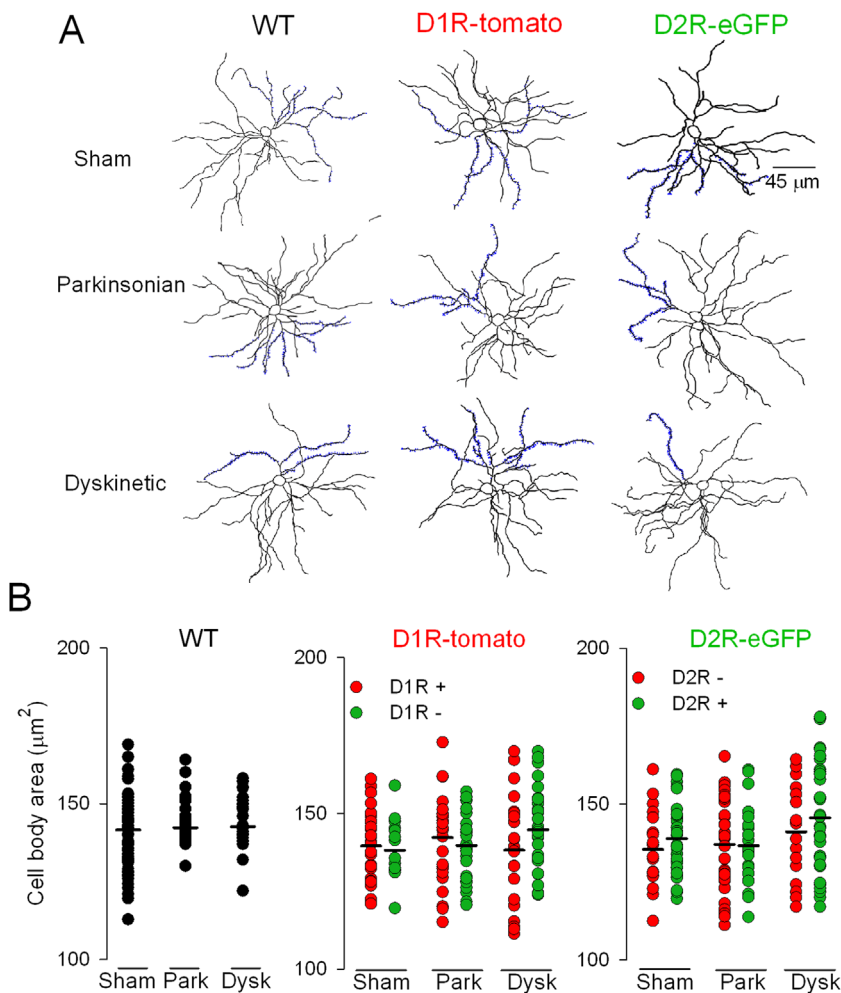 A
WT D1R-tomato D2R-eGFP
Sham
45 μm
Parkinsonian
Dyskinetic
B
WT D1R-tomato D2R-eGFP
200 200 200
D1R + D2R -
D1R - D2R +
Cell body area (μm²)
150 150 150
100 100 100
Sham Park Dysk Sham Park Dysk Sham Park Dysk